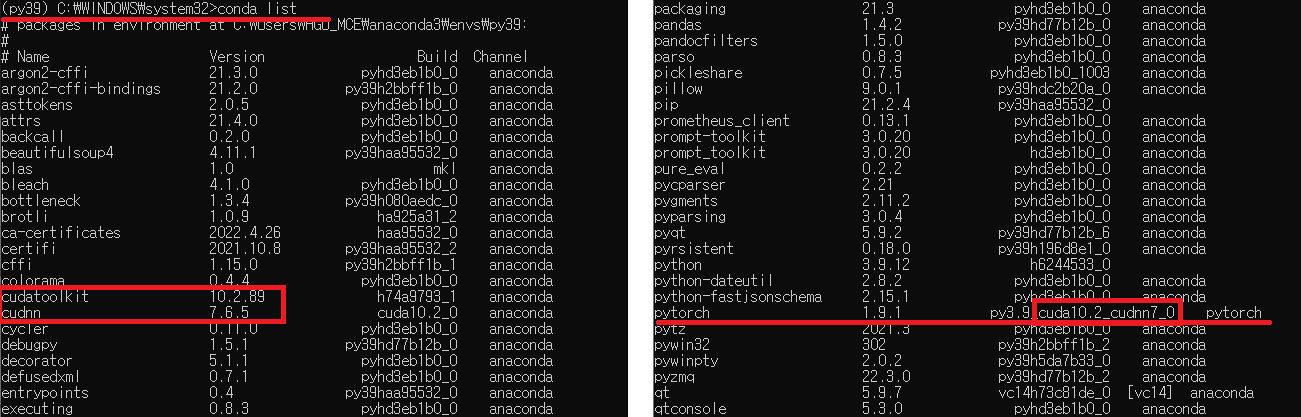 (py39) C:\WINDOWS\system32>conda list
# packages in environment at C:\Users\HGU_MCE\anaconda3\envs\py39:
#
# Name Version Build Channel
argon2-cffi 21.3.0 pyhd3eb1b0_0 anaconda
argon2-cffi-bindings 21.2.0 py39h2bbff1b_0 anaconda
asttokens 2.0.5 pyhd3eb1b0_0 anaconda
attrs 21.4.0 pyhd3eb1b0_0 anaconda
backcall 0.2.0 pyhd3eb1b0_0 anaconda
beautifulsoup4 4.11.1 py39haa95532_0 anaconda
blas 1.0 mkl anaconda
bleach 4.1.0 pyhd3eb1b0_0 anaconda
bottleneck 1.3.4 py39h080aedc_0 anaconda
brotli 1.0.9 ha925a31_2 anaconda
ca-certificates 2022.4.26 haa95532_0 anaconda
certifi 2021.10.8 py39haa95532_2 anaconda
cffi 1.15.0 py39h2bbff1b_1 anaconda
colorama 0.4.4 pyhd3eb1b0_0 anaconda
cudatoolkit 10.2.89 h74a9793_1 anaconda
cudnn 7.6.5 cuda10.2_0 anaconda
cycler 0.11.0 pyhd3eb1b0_0 anaconda
debugpy 1.5.1 py39hd77b12b_0 anaconda
decorator 5.1.1 pyhd3eb1b0_0 anaconda
defusedxml 0.7.1 pyhd3eb1b0_0 anaconda
entrypoints 0.4 py39haa95532_0 anaconda
executing 0.8.3 pyhd3eb1b0_0 anaconda
packaging 21.3 pyhd3eb1b0_0 anaconda
pandas 1.4.2 py39hd77b12b_0 anaconda
pandocfilters 1.5.0 pyhd3eb1b0_0 anaconda
parso 0.8.3 pyhd3eb1b0_0 anaconda
pickleshare 0.7.5 pyhd3eb1b0_1003 anaconda
pillow 9.0.1 py39hdc2b20a_0 anaconda
pip 21.2.4 py39haa95532_0
prometheus_client 0.13.1 pyhd3eb1b0_0 anaconda
prompt-toolkit 3.0.20 pyhd3eb1b0_0 anaconda
prompt_toolkit 3.0.20 hd3eb1b0_0 anaconda
pure_eval 0.2.2 pyhd3eb1b0_0 anaconda
pycparser 2.21 pyhd3eb1b0_0 anaconda
pygments 2.11.2 pyhd3eb1b0_0 anaconda
pyparsing 3.0.4 pyhd3eb1b0_0 anaconda
pyqt 5.9.2 py39hd77b12b_6 anaconda
pyrsistent 0.18.0 py39h196d8e1_0 anaconda
python 3.9.12 h6244533_0
python-dateutil 2.8.2 pyhd3eb1b0_0 anaconda
python-fastjsonschema 2.15.1 pyhd3eb1b0_0 anaconda
pytorch 1.9.1 py3.9_cuda10.2_cudnn7_0 pytorch
pytz 2021.3 pyhd3eb1b0_0 anaconda
pywin32 302 py39h2bbff1b_2 anaconda
pywinpty 2.0.2 py39h5da7b33_0 anaconda
pyzmq 22.3.0 py39hd77b12b_2 anaconda
qt 5.9.7 vc14h73c81de_0 [vc14] anaconda
qtconsole 5.3.0 pyhd3eb1b0_0 anaconda